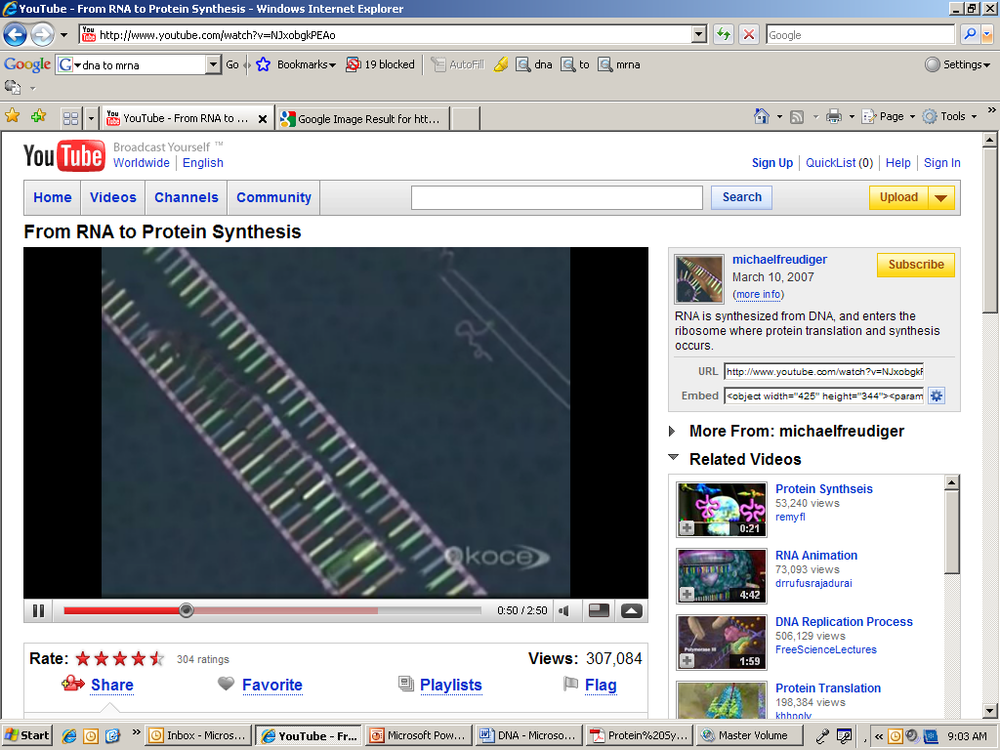 YouTube - From RNA to Protein Synthesis - Windows Internet Explorer
http://www.youtube.com/watch?v=NJxobgkPEAo
Google
Google
dna to mrna
Go
Bookmarks
19 blocked
AutoFill
dna
to
mrna
Settings
YouTube - From RNA to ...
Google Image Result for htt...
Page
Tools
YouTube
Broadcast Yourself ™
Worldwide
English
Sign Up
QuickList (0)
Help
Sign In
Home
Videos
Channels
Community
Search
Upload
From RNA to Protein Synthesis
koce
0:50 / 2:50
Rate:
304 ratings
Views: 307,084
Share
Favorite
Playlists
Flag
michaelfreudiger
March 10, 2007
(more info)
Subscribe
RNA is synthesized from DNA, and enters the
ribosome where protein translation and synthesis
occurs.
URL
http://www.youtube.com/watch?v=NJxobgkF
Embed
<object width="425" height="344"><param
More From: michaelfreudiger
Related Videos
0:21
Protein Synthseis
53,240 views
remyfl
4:42
RNA Animation
73,093 views
drrufusrajadurai
Polymerase III
1:59
DNA Replication Process
506,129 views
FreeScienceLectures
Protein Translation
198,384 views
khhoply
Start
Inbox - Micros...
YouTube - Fr...
Microsoft Pow...
DNA - Microso...
Protein%20Sy...
Master Volume
9:03 AM